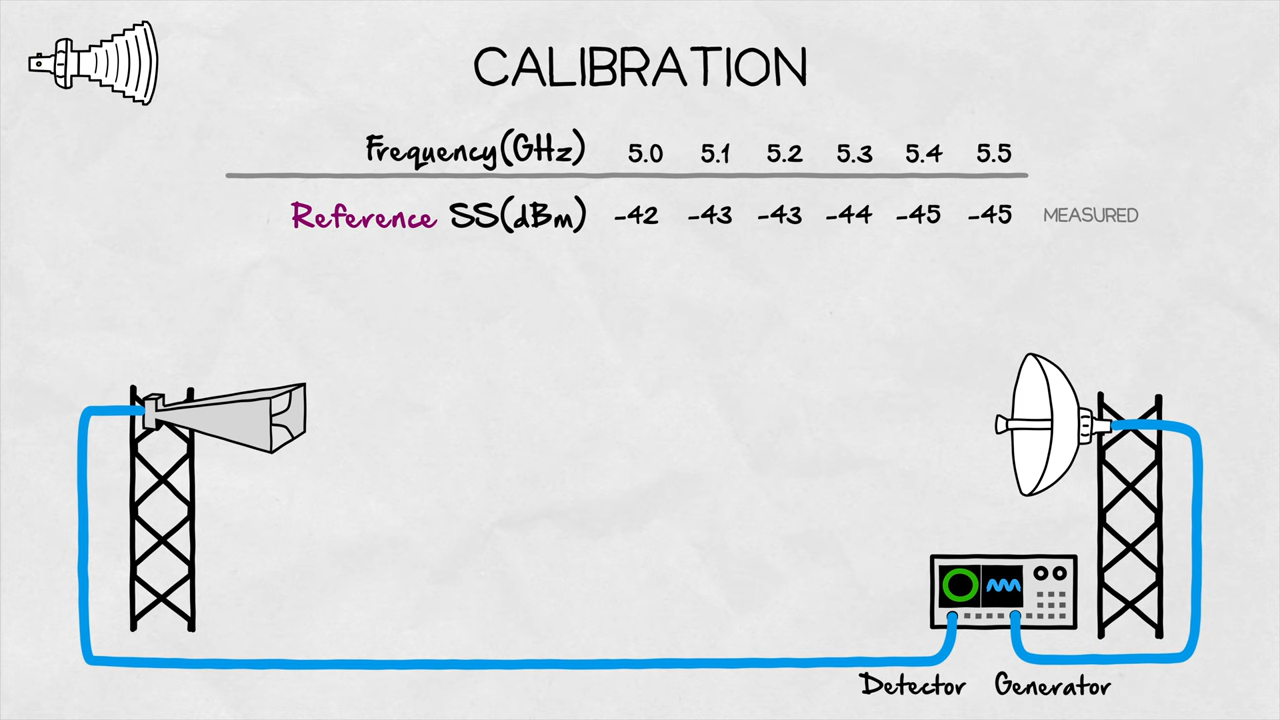 CALIBRATION
Frequency(GHz) 5.0 5.1 5.2 5.3 5.4 5.5
Reference SS(dBm) -42 -43 -43 -44 -45 -45 MEASURED
Detector Generator